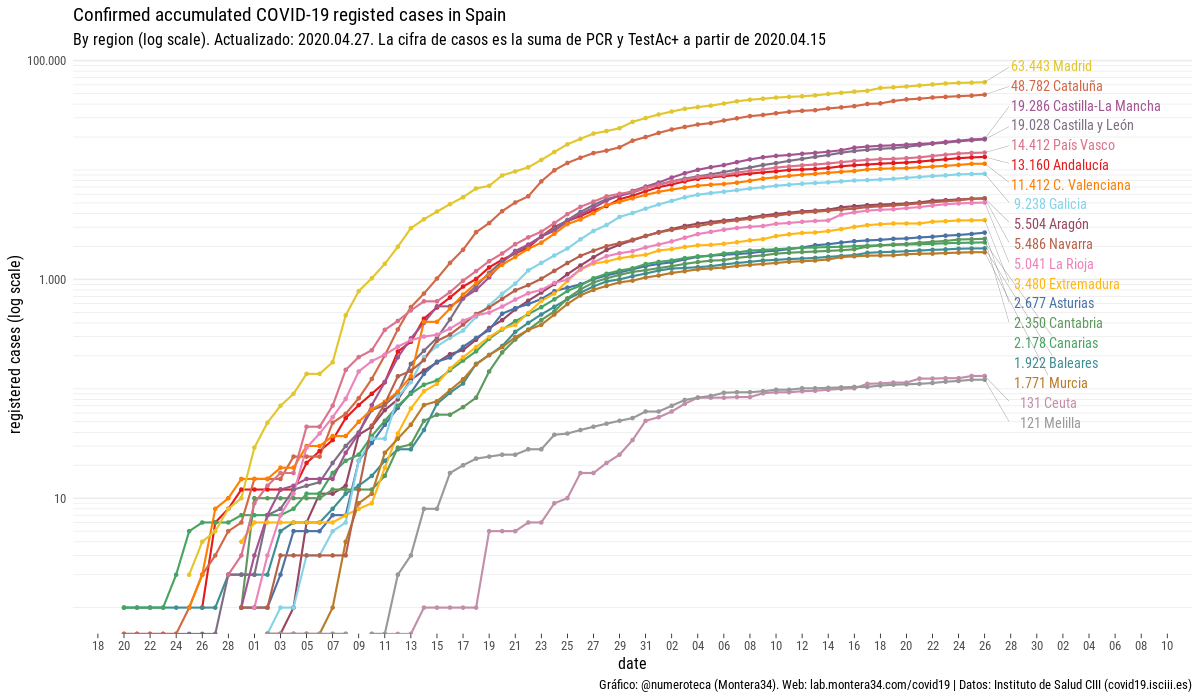 Confirmed accumulated COVID-19 registed cases in Spain
By region (log scale). Actualizado: 2020.04.27. La cifra de casos es la suma de PCR y TestAc+ a partir de 2020.04.15
registered cases (log scale)
100.000
1.000
10
63.443 Madrid
48.782 Cataluña
19.286 Castilla-La Mancha
19.028 Castilla y León
14.412 País Vasco
13.160 Andalucía
11.412 C. Valenciana
9.238 Galicia
5.504 Aragón
5.486 Navarra
5.041 La Rioja
3.480 Extremadura
2.677 Asturias
2.350 Cantabria
2.178 Canarias
1.922 Baleares
1.771 Murcia
131 Ceuta
121 Melilla
18 20 22 24 26 28 01 03 05 07 09 11 13 15 17 19 21 23 25 27 29 31 02 04 06 08 10 12 14 16 18 20 22 24 26 28 30 02 04 06 08 10
date
Gráfico: @numeroteca (Montera34). Web: lab.montera34.com/covid19 | Datos: Instituto de Salud CIII (covid19.isciii.es)